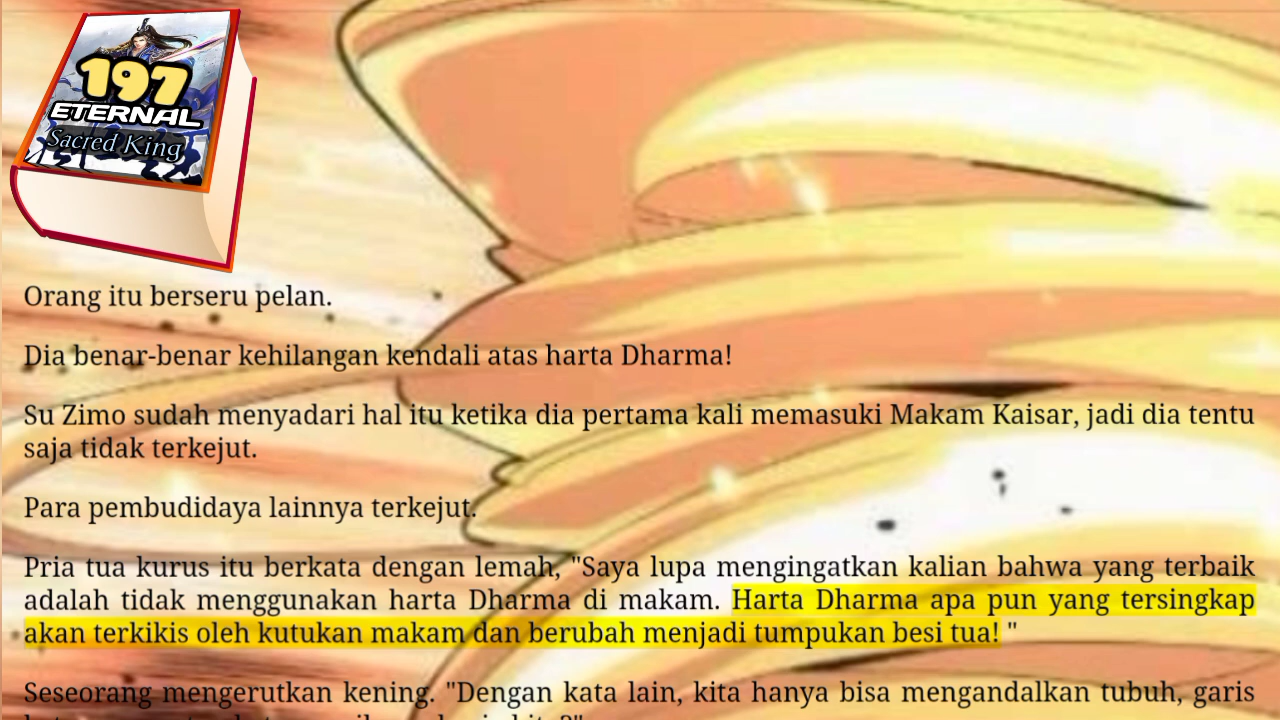 197
ETERNAL
Sacred King
Orang itu berseru pelan.
Dia benar-benar kehilangan kendali atas harta Dharma!
Su Zimo sudah menyadari hal itu ketika dia pertama kali memasuki Makam Kaisar, jadi dia tentu
saja tidak terkejut.
Para pembudidaya lainnya terkejut.
Pria tua kurus itu berkata dengan lemah, "Saya lupa mengingatkan kalian bahwa yang terbaik
adalah tidak menggunakan harta Dharma di makam. Harta Dharma apa pun yang tersingkap
akan terkikis oleh kutukan makam dan berubah menjadi tumpukan besi tua! "
Seseorang mengerutkan kening. "Dengan kata lain, kita hanya bisa mengandalkan tubuh, garis